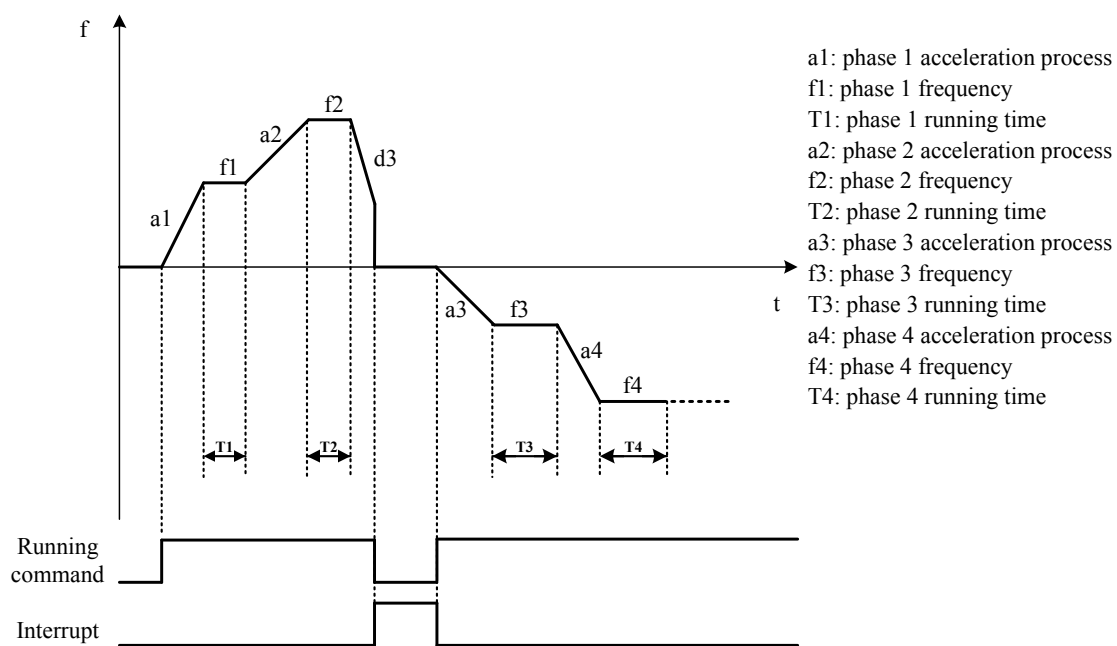 f
f2
a2
d3
f1
a1
t
a3
f3
a4
f4
T1
T2
T3
T4
Running
command
Interrupt
a1: phase 1 acceleration process
f1: phase 1 frequency
T1: phase 1 running time
a2: phase 2 acceleration process
f2: phase 2 frequency
T2: phase 2 running time
a3: phase 3 acceleration process
f3: phase 3 frequency
T3: phase 3 running time
a4: phase 4 acceleration process
f4: phase 4 frequency
T4: phase 4 running time